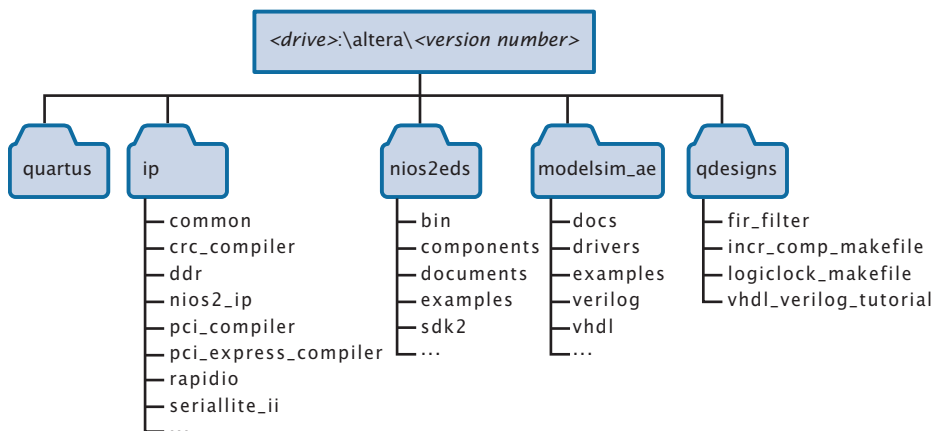 <drive>:\altera\<version number>
quartus
ip
nios2eds
modelsim_ae
qdesigns
common
crc_compiler
ddr
nios2_ip
pci_compiler
pci_express_compiler
rapidio
seriallite_ii
...
bin
components
documents
examples
sdk2
...
docs
drivers
examples
verilog
vhdl
...
fir_filter
incr_comp_makefile
logiclock_makefile
vhdl_verilog_tutorial